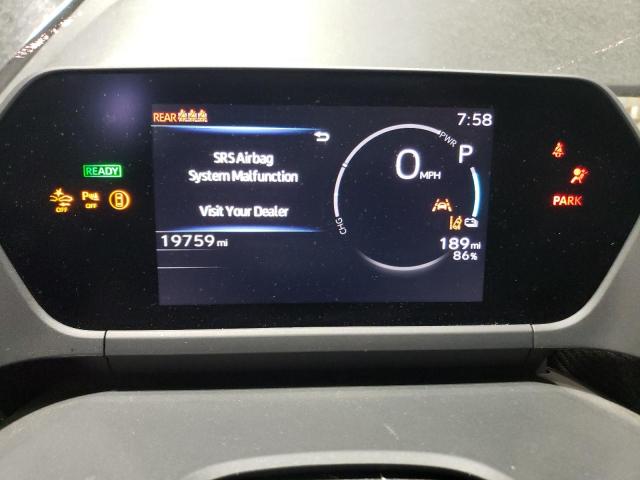 REAR
7:58
PWR
SRS Airbag
System Malfunction
0 MPH
P
READY
OFF
OFF
Visit Your Dealer
PARK
CHG
19759 mi
189 mi
86%